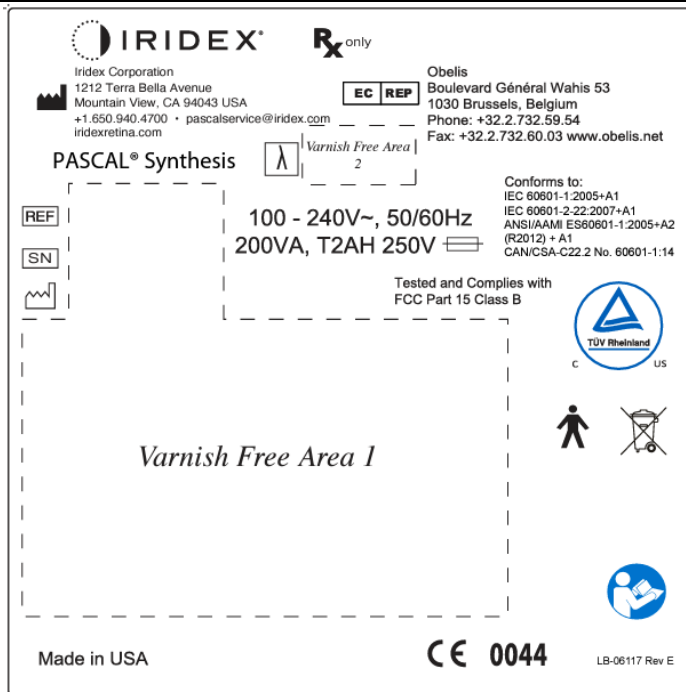 IRIDEX®
Rx only
Iridex Corporation
1212 Terra Bella Avenue
Mountain View, CA 94043 USA
+1.650.940.4700 • pascalservice@iridex.com
iridexretina.com
EC REP
Obelis
Boulevard Général Wahis 53
1030 Brussels, Belgium
Phone: +32.2.732.59.54
Fax: +32.2.732.60.03 www.obelis.net
PASCAL® Synthesis
λ
Varnish Free Area
2
Conforms to:
IEC 60601-1:2005+A1
IEC 60601-2-22:2007+A1
ANSI/AAMI ES60601-1:2005+A2
(R2012) + A1
CAN/CSA-C22.2 No. 60601-1:14
REF
SN
100 - 240V~, 50/60Hz
200VA, T2AH 250V
Tested and Complies with
FCC Part 15 Class B
TÜV Rheinland
C US
Varnish Free Area 1
Made in USA
CE 0044
LB-06117 Rev E